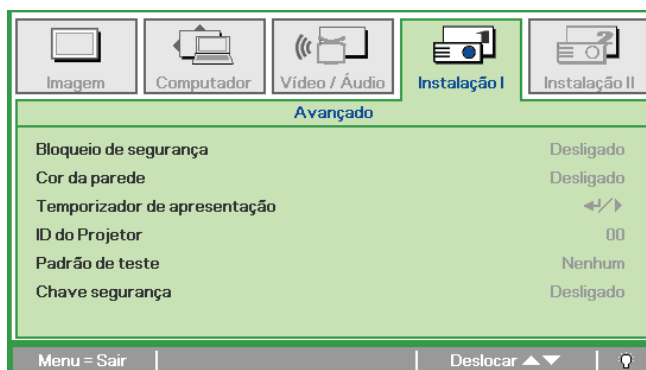 Imagem
Computador
Vídeo / Áudio
Instalação I
Instalação II
Avançado
Bloqueio de segurança Desligado
Cor da parede Desligado
Temporizador de apresentação
ID do Projetor 00
Padrão de teste Nenhum
Chave segurança Desligado
Menu = Sair Deslocar